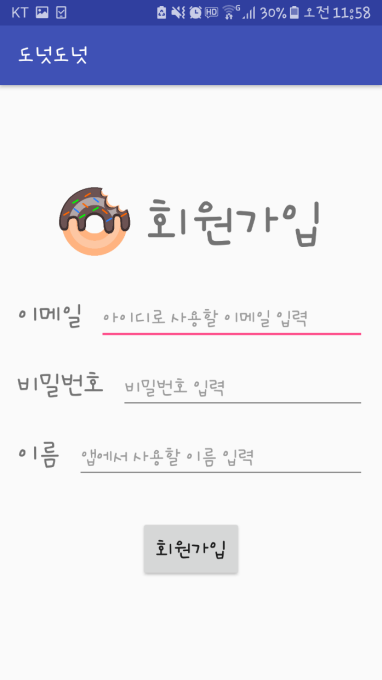 KT HD G 30% 오전 11:58
도넛도넛
회원가입
이메일 아이디로 사용할 이메일 입력
비밀번호 비밀번호 입력
이름 앱에서 사용할 이름 입력
회원가입